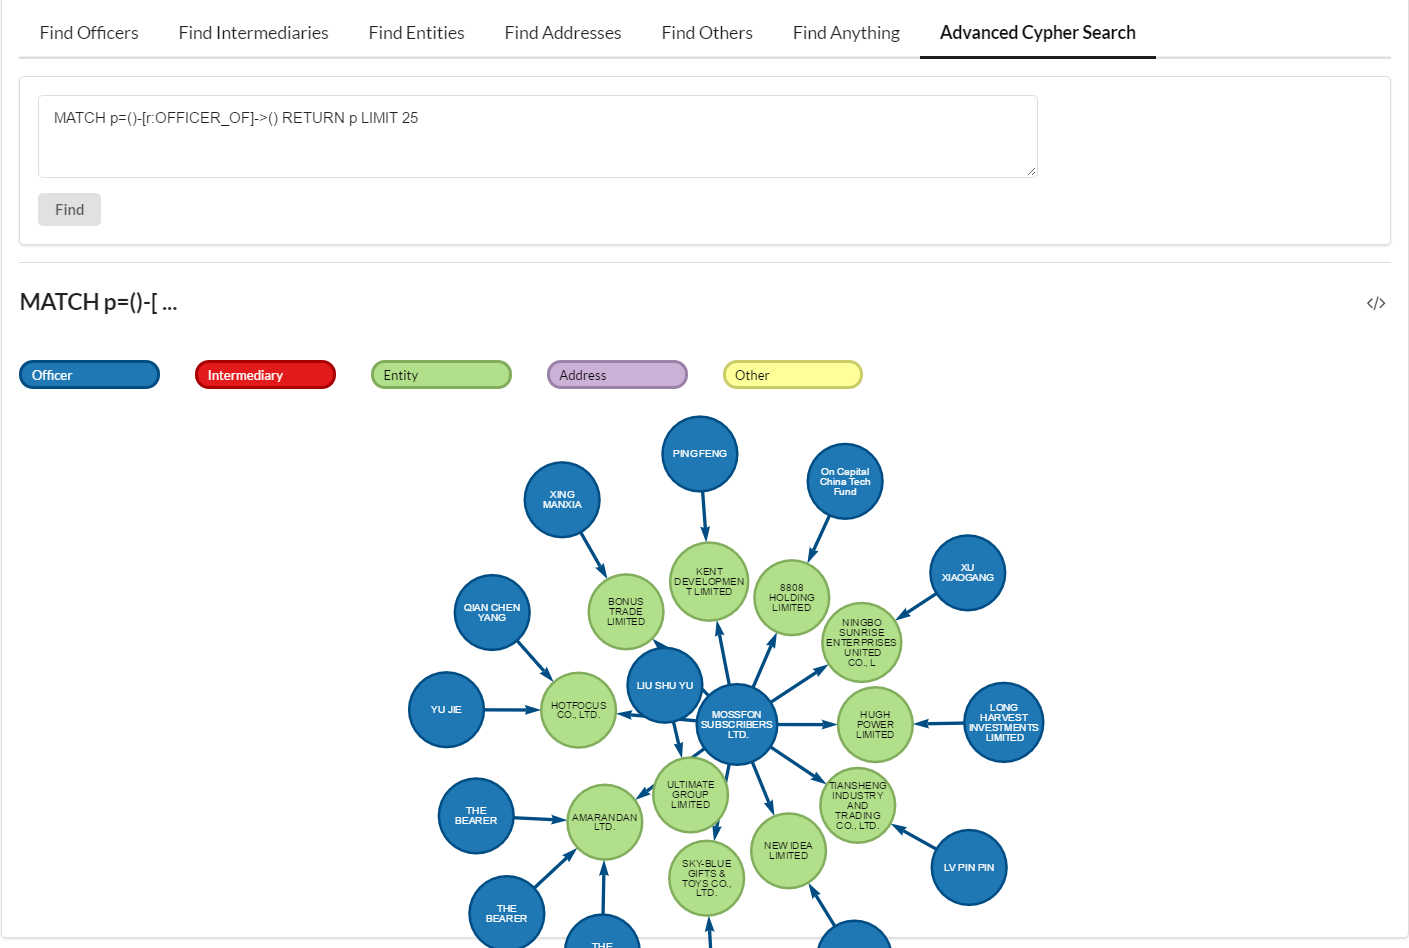 Find Officers Find Intermediaries Find Entities Find Addresses Find Others Find Anything Advanced Cypher Search
MATCH p=()-[r:OFFICER_OF]->() RETURN p LIMIT 25
Find
MATCH p=()-[ ...
</>
Officer Intermediary Entity Address Other
PING FENG
On Capital
China Tech
Fund
XING
MANXIA
XU
XIAOGANG
KENT
DEVELOPMEN
T LIMITED
8808
HOLDING
LIMITED
BONUS
TRADE
LIMITED
QIAN CHEN
YANG
NINGBO
SUNRISE
ENTERPRISES
UNITED
CO., L
LIU SHU YU
YU JIE
HOTFOCUS
CO., LTD.
MOSSFON
SUBSCRIBERS
LTD.
HUGH
POWER
LIMITED
LONG
HARVEST
INVESTMENTS
LIMITED
ULTIMATE
GROUP
LIMITED
TIANSHENG
INDUSTRY
AND
TRADING
CO., LTD.
THE
BEARER
AMARANDAN
LTD.
NEW IDEA
LIMITED
SKY-BLUE
GIFTS &
TOYS CO.,
LTD.
LV PIN PIN
THE
BEARER
THE